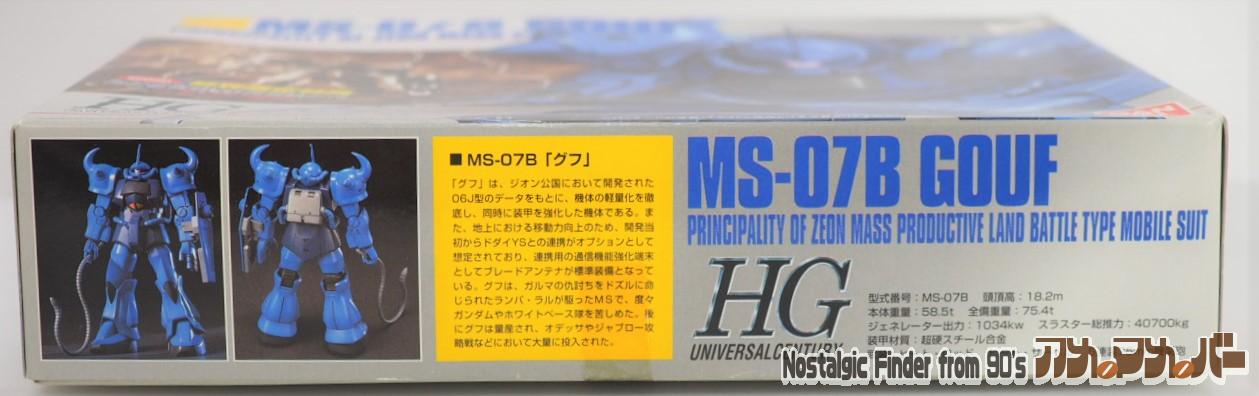 HG
■ MS-07B「グフ」
「グフ」は、ジオン公国において開発された
06J型のデータをもとに、機体の軽量化を徹
底し、同時に装甲を強化した機体である。ま
た、地上における移動力向上のため、開発当
初からドダイYSとの連携がオプションとして
想定されており、連携用の通信機能強化端末
としてブレードアンテナが標準装備となって
いる。グフは、ガルマの仇討ちをドズルに命
じられたランバ・ラルが駆ったMSで、度々
ガンダムやホワイトベース隊を苦しめた。後
にグフは量産され、オデッサやジャブロー攻
略戦などにおいて大量に投入された。
MS-07B GOUF
PRINCIPALITY OF ZEON MASS PRODUCTIVE LAND BATTLE TYPE MOBILE SUIT
HG
UNIVERSALCENTURY
型式番号：MS-07B 頭頂高：18.2m
本体重量：58.5t 全備重量：75.4t
ジェネレーター出力：1034kw スラスター総推力：40700kg
装甲材質：超硬スチール合金
Nostalgic Finder from 90's